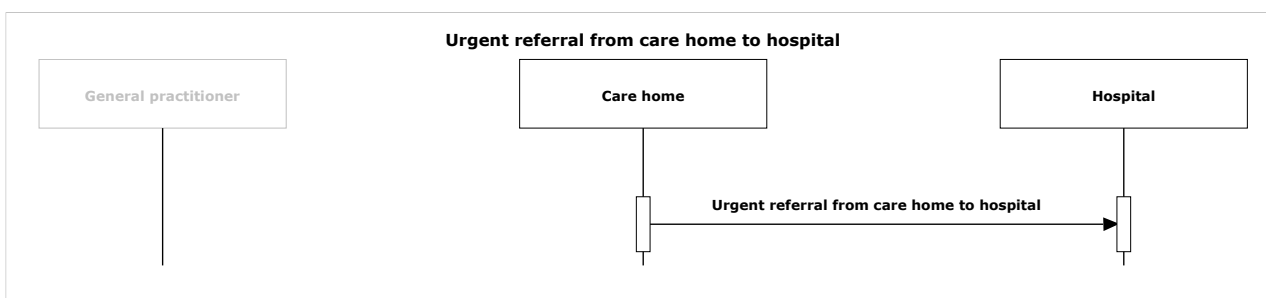 Urgent referral from care home to hospital
General practitioner
Care home
Hospital
Urgent referral from care home to hospital